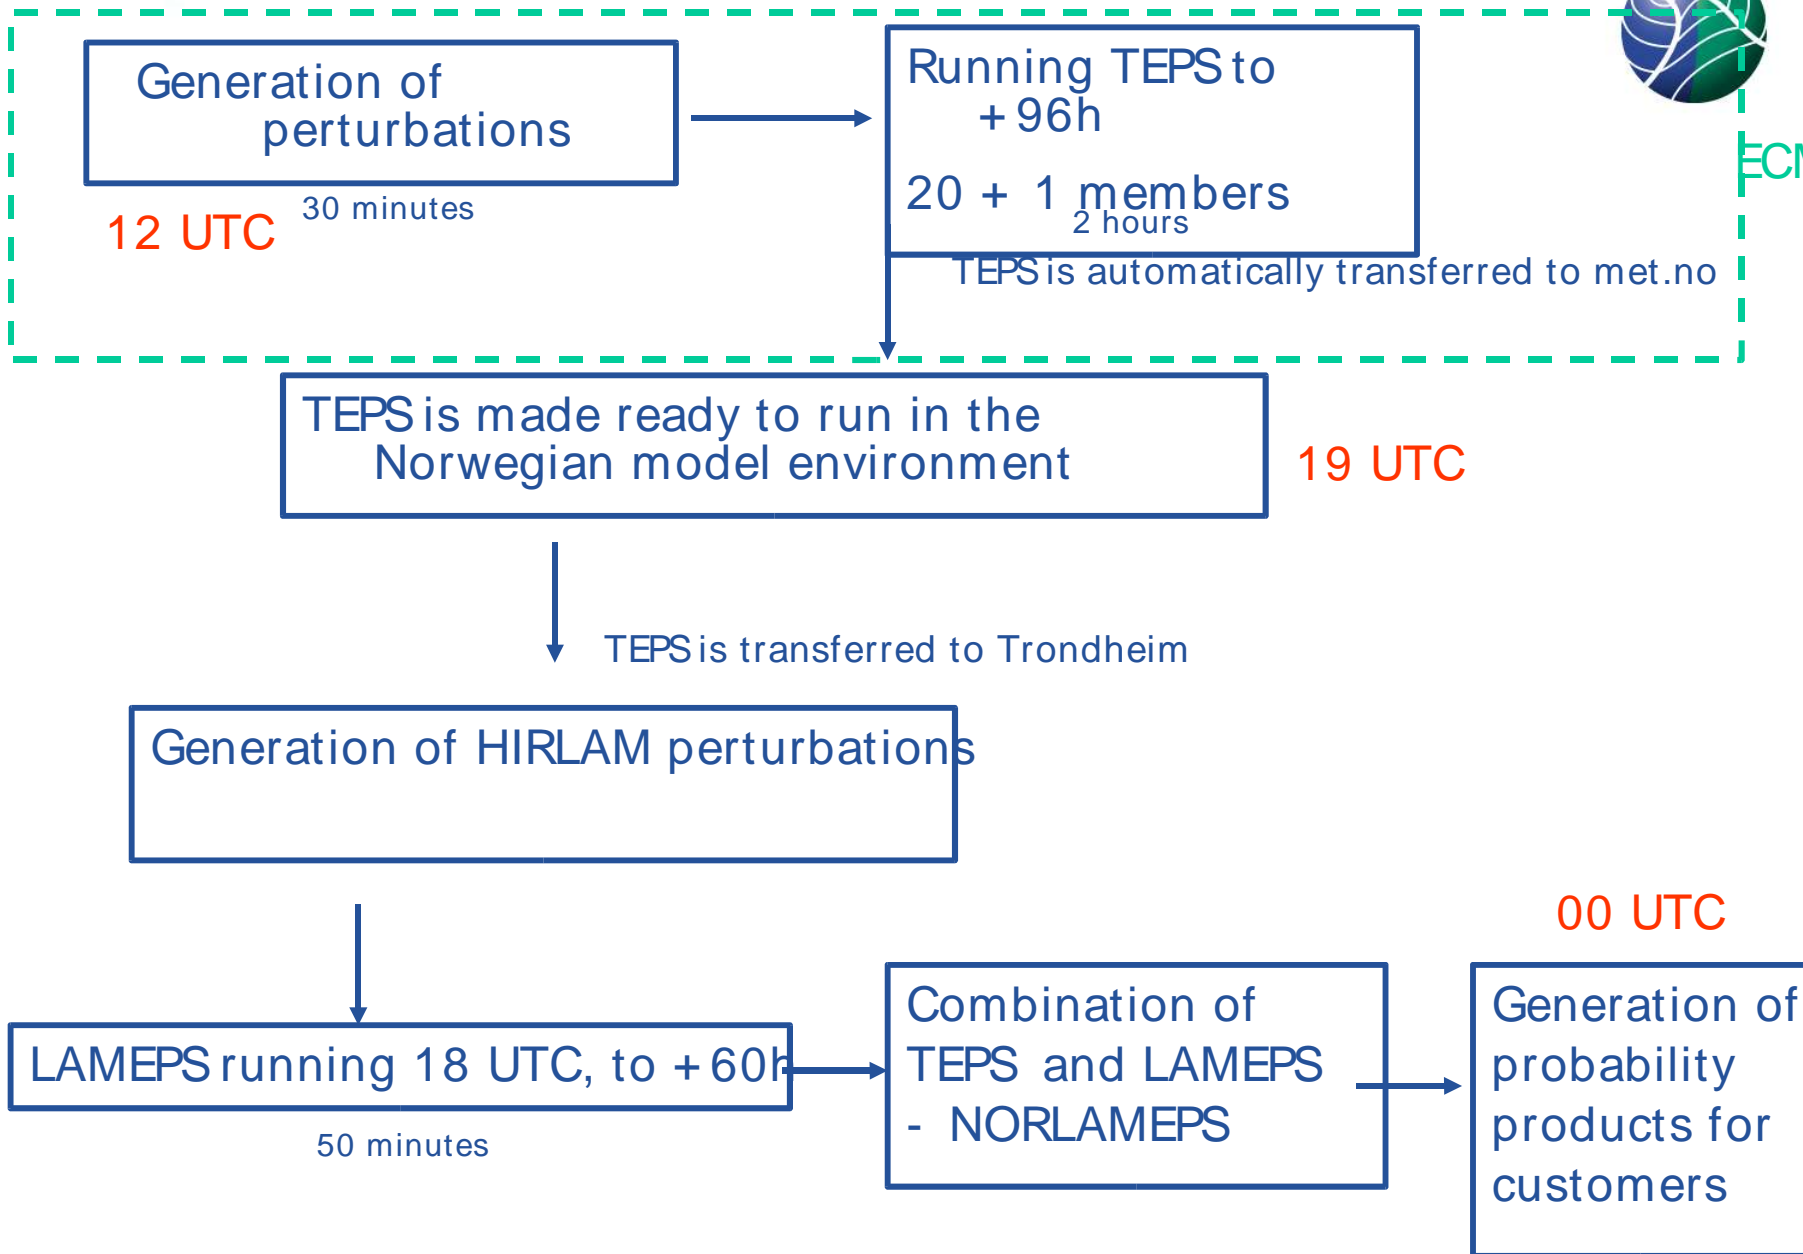 Generation of
perturbations
30 minutes
12 UTC
Running TEPS to
+96h
20 + 1 members
2 hours
TEPS is automatically transferred to met.no
TEPS is made ready to run in the
Norwegian model environment
19 UTC
TEPS is transferred to Trondheim
Generation of HIRLAM perturbations
LAMEPS running 18 UTC, to +60h
50 minutes
Combination of
TEPS and LAMEPS
- NORLAMEPS
00 UTC
Generation of
probability
products for
customers